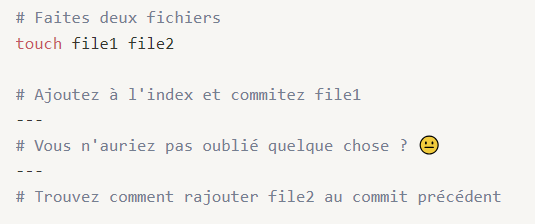 # Faites deux fichiers
touch file1 file2
# Ajoutez à l'index et commitez file1
---
# Vous n'auriez pas oublié quelque chose ? 😐
---
# Trouvez comment rajouter file2 au commit précédent